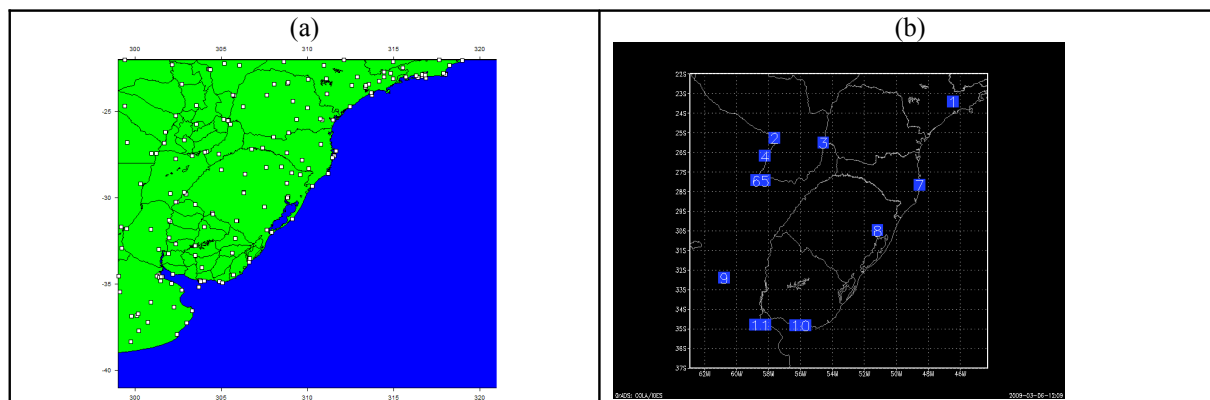 (a)
(b)
300 305 310 315 320
-25
-30
-35
-40
300 305 310 315 320
22S
23S
24S
25S
26S
27S
28S
29S
30S
31S
32S
33S
34S
35S
36S
37S
62W 60W 58W 56W 54W 52W 50W 48W
1
2
3
4
65
7
8
9
11 10
GrADS: COLA/IGES
2009-03-06-12:09